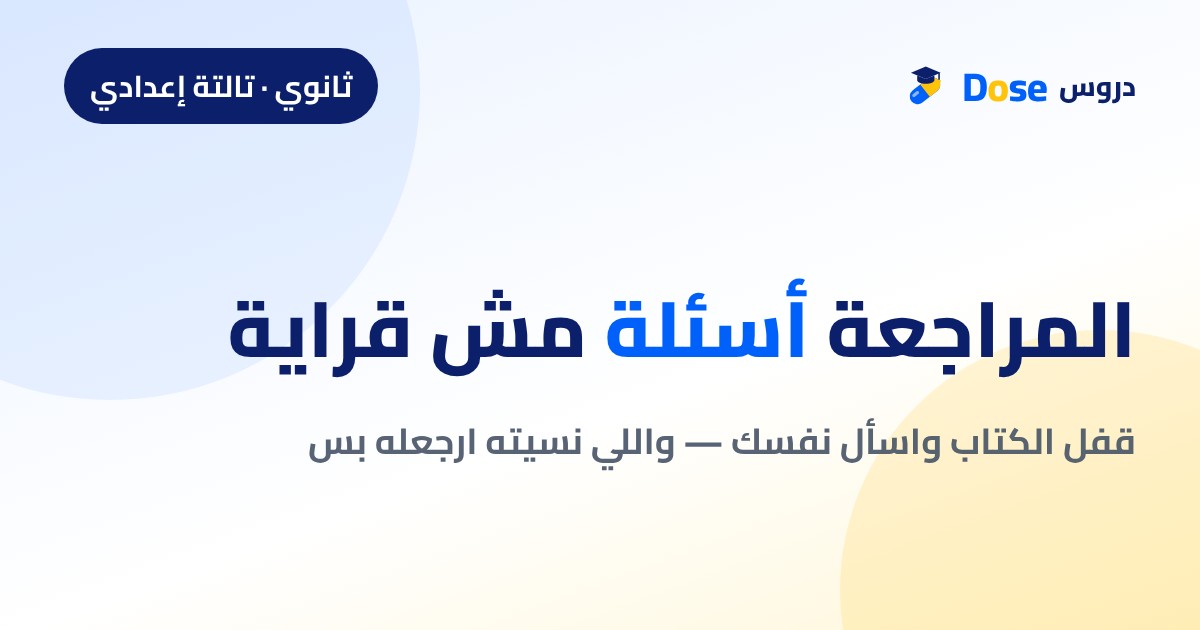 دروس Dose
ثانوي · تالتة إعدادي
المراجعة أسئلة مش قراية
قفل الكتاب واسأل نفسك — واللي نسيته ارجعله بس